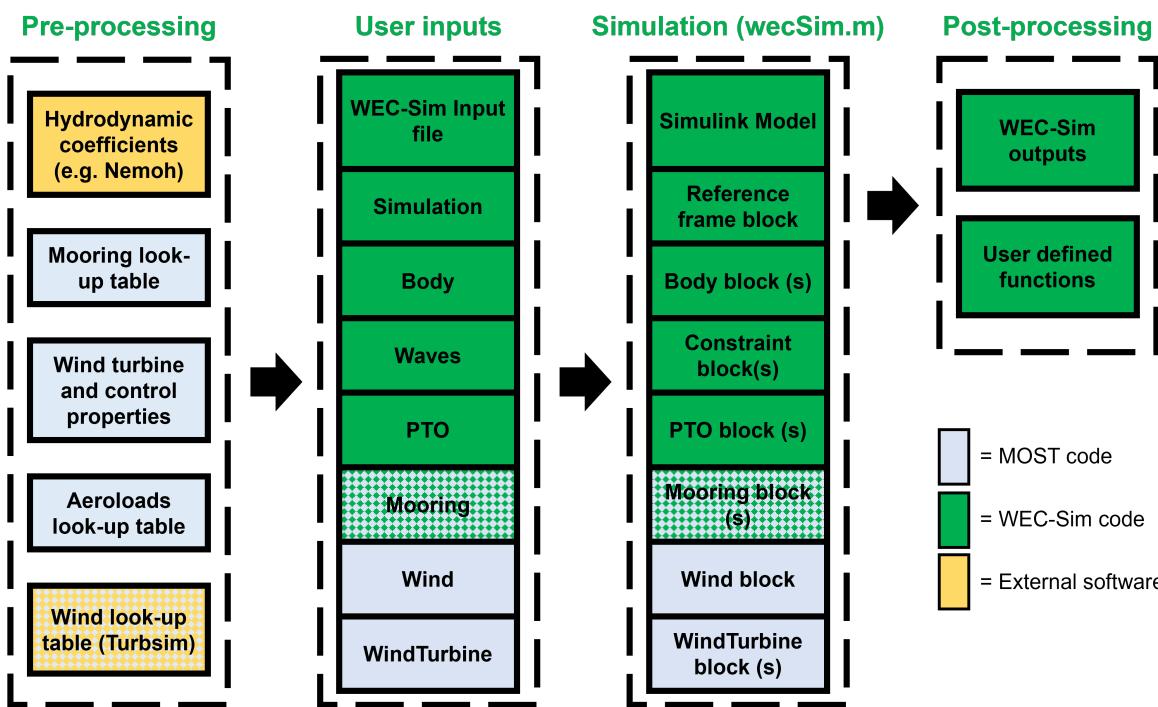 Pre-processing
Hydrodynamic
coefficients
(e.g. Nemoh)
Mooring look-
up table
Wind turbine
and control
properties
Aeroloads
look-up table
Wind look-up
table (Turbsim)
User inputs
WEC-Sim Input
file
Simulation
Body
Waves
PTO
Mooring
Wind
WindTurbine
Simulation (wecSim.m)
Simulink Model
Reference
frame block
Body block (s)
Constraint
block(s)
PTO block (s)
Mooring block
(s)
Wind block
WindTurbine
block (s)
Post-processing
WEC-Sim
outputs
User defined
functions
= MOST code
= WEC-Sim code
= External software